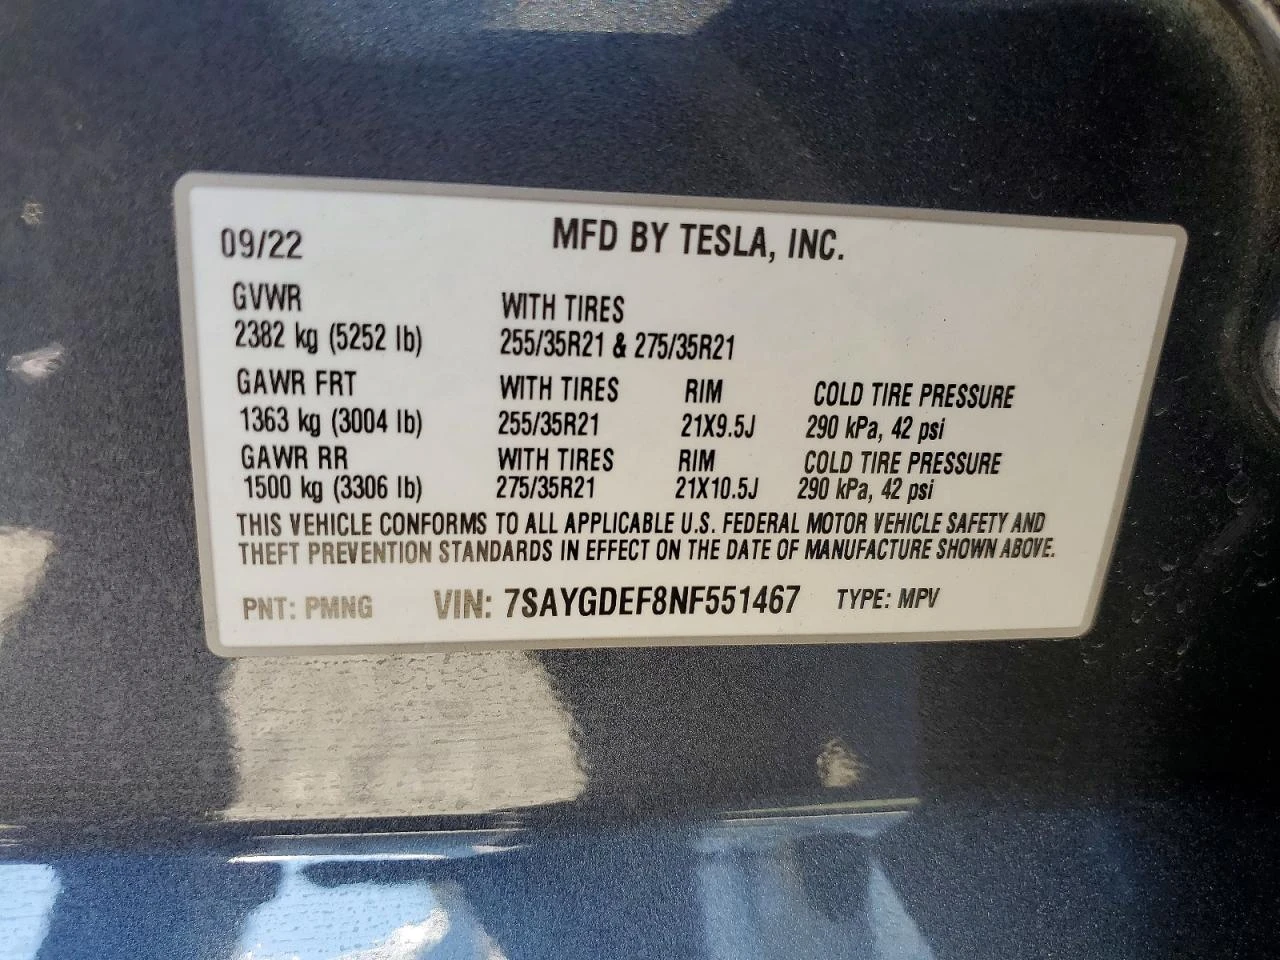 09/22 MFD BY TESLA, INC.
GVWR WITH TIRES
2382 kg (5252 lb) 255/35R21 & 275/35R21
GAWR FRT WITH TIRES RIM COLD TIRE PRESSURE
1363 kg (3004 lb) 255/35R21 21X9.5J 290 kPa, 42 psi
GAWR RR WITH TIRES RIM COLD TIRE PRESSURE
1500 kg (3306 lb) 275/35R21 21X10.5J 290 kPa, 42 psi
THIS VEHICLE CONFORMS TO ALL APPLICABLE U.S. FEDERAL MOTOR VEHICLE SAFETY AND
THEFT PREVENTION STANDARDS IN EFFECT ON THE DATE OF MANUFACTURE SHOWN ABOVE.
PNT: PMNG VIN: 7SAYGDEF8NF551467 TYPE: MPV